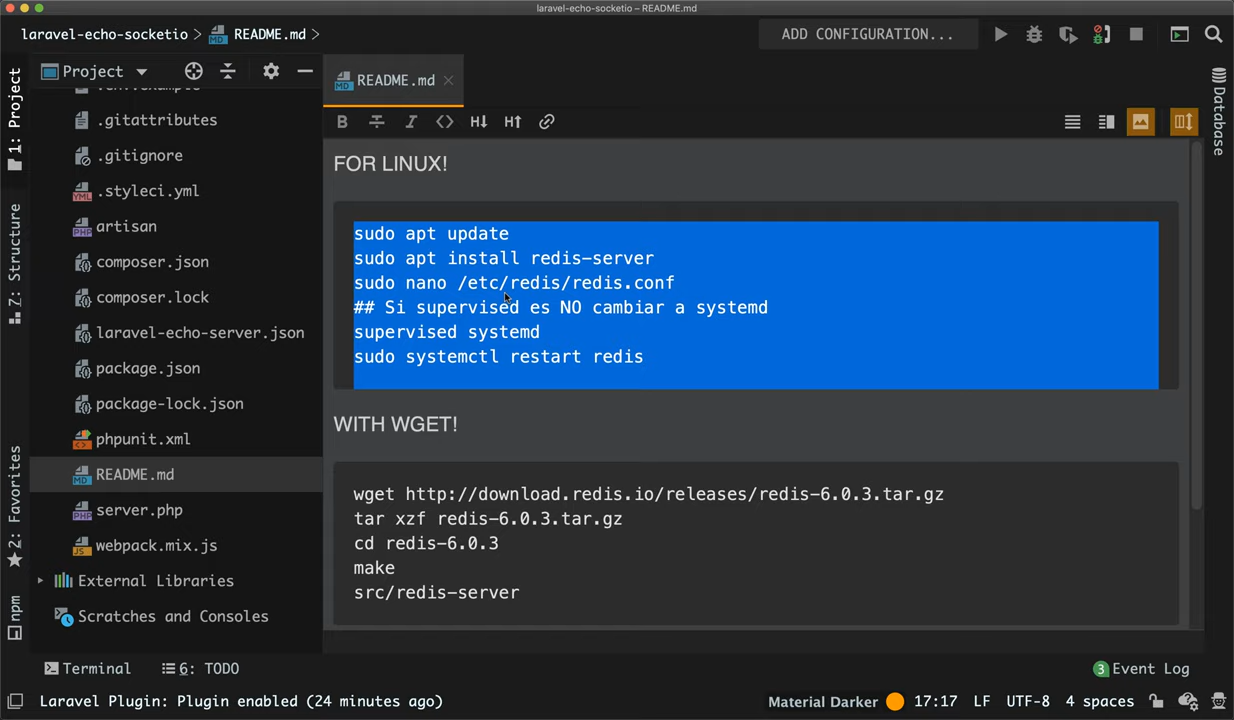 laravel-echo-socketio – README.md
laravel-echo-socketio
README.md
ADD CONFIGURATION...
1: Project
7: Structure
2: Favorites
npm
Project
.env.example
.gitattributes
.gitignore
.styleci.yml
artisan
composer.json
composer.lock
laravel-echo-server.json
package.json
package-lock.json
phpunit.xml
README.md
server.php
webpack.mix.js
External Libraries
Scratches and Consoles
README.md
B
I
H
H
FOR LINUX!
sudo apt update
sudo apt install redis-server
sudo nano /etc/redis/redis.conf
## Si supervised es NO cambiar a systemd
supervised systemd
sudo systemctl restart redis
WITH WGET!
wget http://download.redis.io/releases/redis-6.0.3.tar.gz
tar xzf redis-6.0.3.tar.gz
cd redis-6.0.3
make
src/redis-server
Database
Terminal
6: TODO
3 Event Log
Laravel Plugin: Plugin enabled (24 minutes ago)
Material Darker
17:17
LF
UTF-8
4 spaces